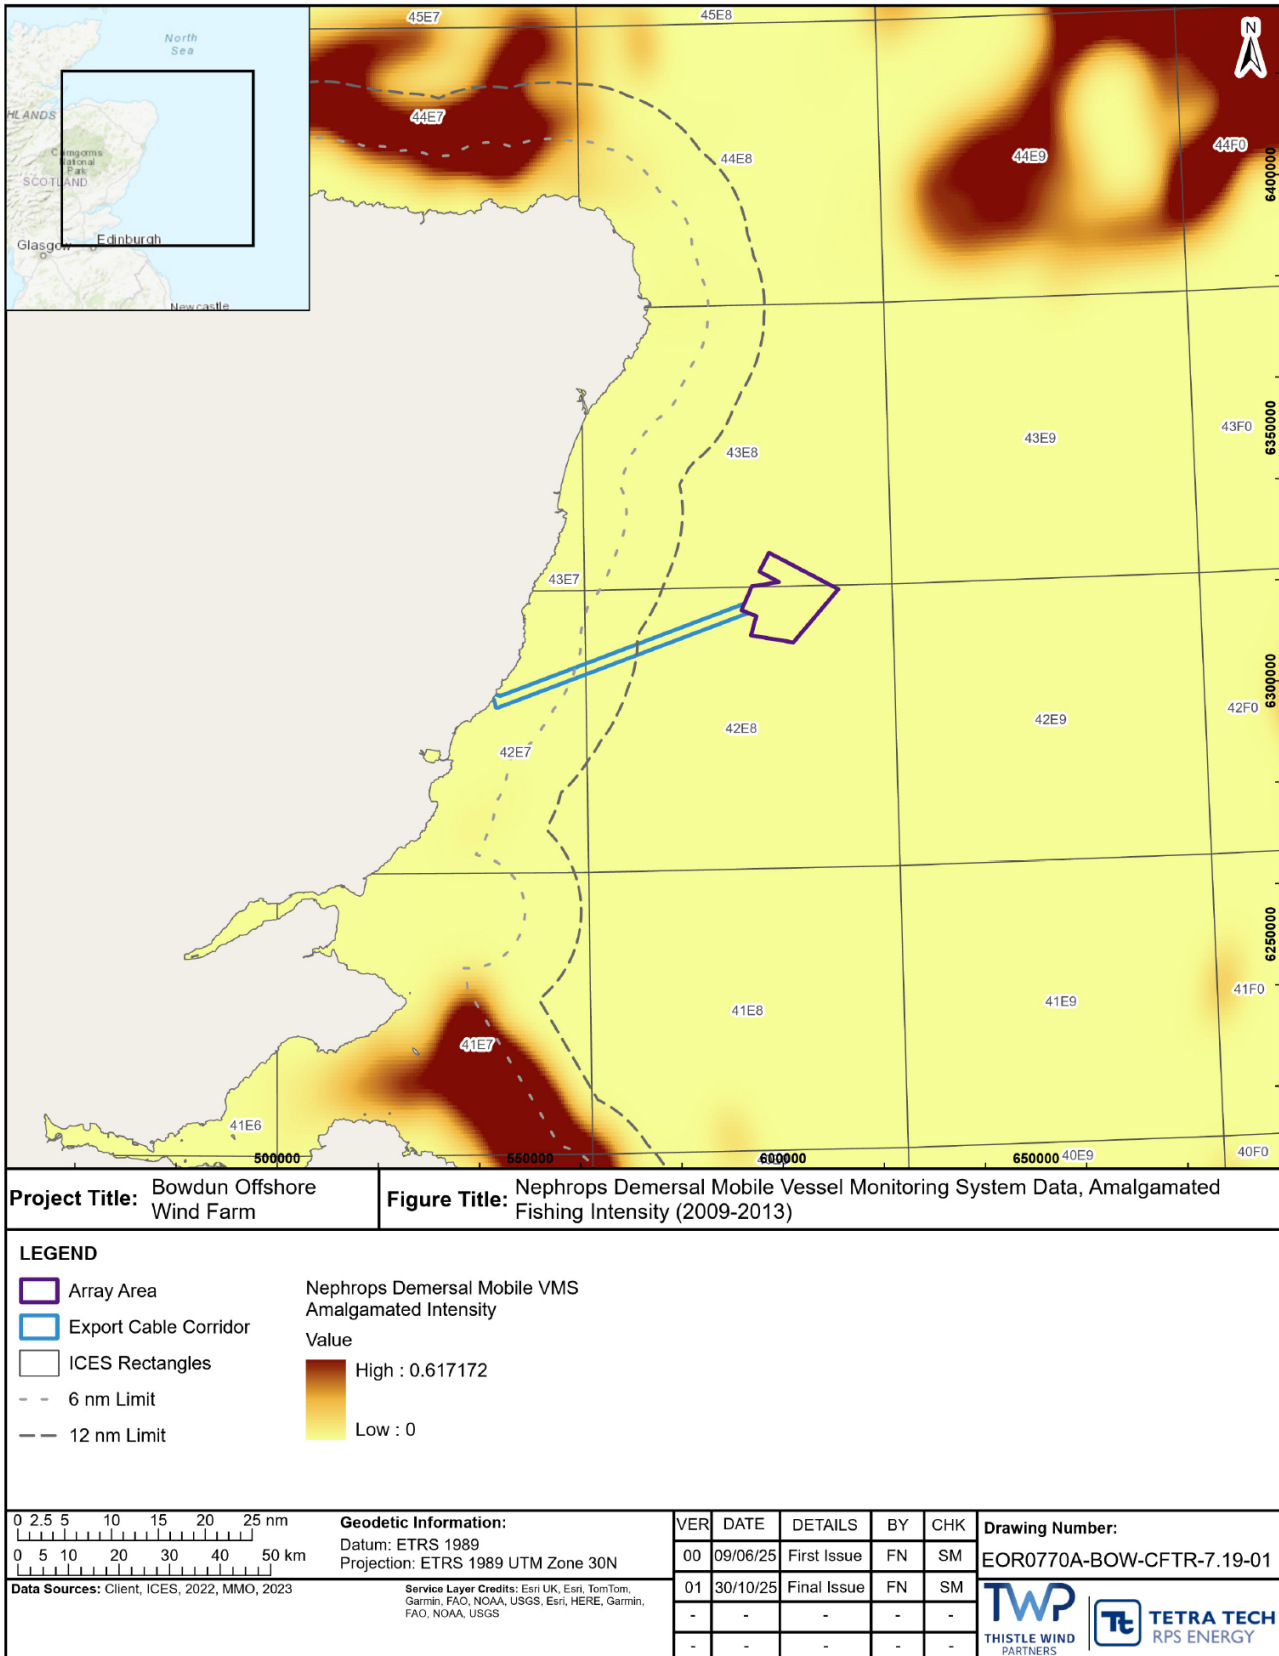 45E7
45E8
North
Sea
HLANDS
Cairngorms
National
Park
SCOTLAND
Glasgow
Edinburgh
Newcastle
N
44E7
44E8
44E9
44F0
6400000
43E8
43E9
43F0
6350000
43E7
42E7
42E8
42E9
42F0
6300000
6250000
41E7
41E8
41E9
41F0
41E6
500000
550000
600000
650000
40E9
40F0
Project Title: Bowdun Offshore
Wind Farm
Figure Title: Nephrops Demersal Mobile Vessel Monitoring System Data, Amalgamated
Fishing Intensity (2009-2013)
LEGEND
Array Area
Export Cable Corridor
ICES Rectangles
6 nm Limit
12 nm Limit
Nephrops Demersal Mobile VMS
Amalgamated Intensity
Value
High : 0.617172
Low : 0
0 2.5 5 10 15 20 25 nm
0 5 10 20 30 40 50 km
Geodetic Information:
Datum: ETRS 1989
Projection: ETRS 1989 UTM Zone 30N
Data Sources: Client, ICES, 2022, MMO, 2023
Service Layer Credits: Esri UK, Esri, TomTom,
Garmin, FAO, NOAA, USGS, Esri, HERE, Garmin,
FAO, NOAA, USGS
VER DATE DETAILS BY CHK
00 09/06/25 First Issue FN SM
01 30/10/25 Final Issue FN SM
- - - - -
- - - - -
Drawing Number:
EOR0770A-BOW-CFTR-7.19-01
TWP
THISTLE WIND
PARTNERS
Tt
TETRA TECH
RPS ENERGY